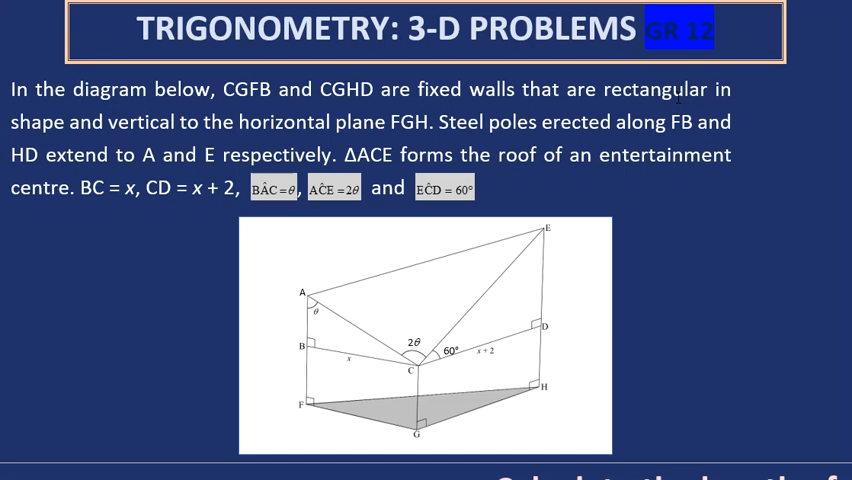 TRIGONOMETRY: 3-D PROBLEMS GR 12
In the diagram below, CGFB and CGHD are fixed walls that are rectangular in
shape and vertical to the horizontal plane FGH. Steel poles erected along FB and
HD extend to A and E respectively. ΔACE forms the roof of an entertainment
centre. BC = x, CD = x + 2, BÂC = θ, AĈE = 2θ and EĈD = 60°
E
A
θ
B
x
2θ
60°
x + 2
D
C
F
H
G